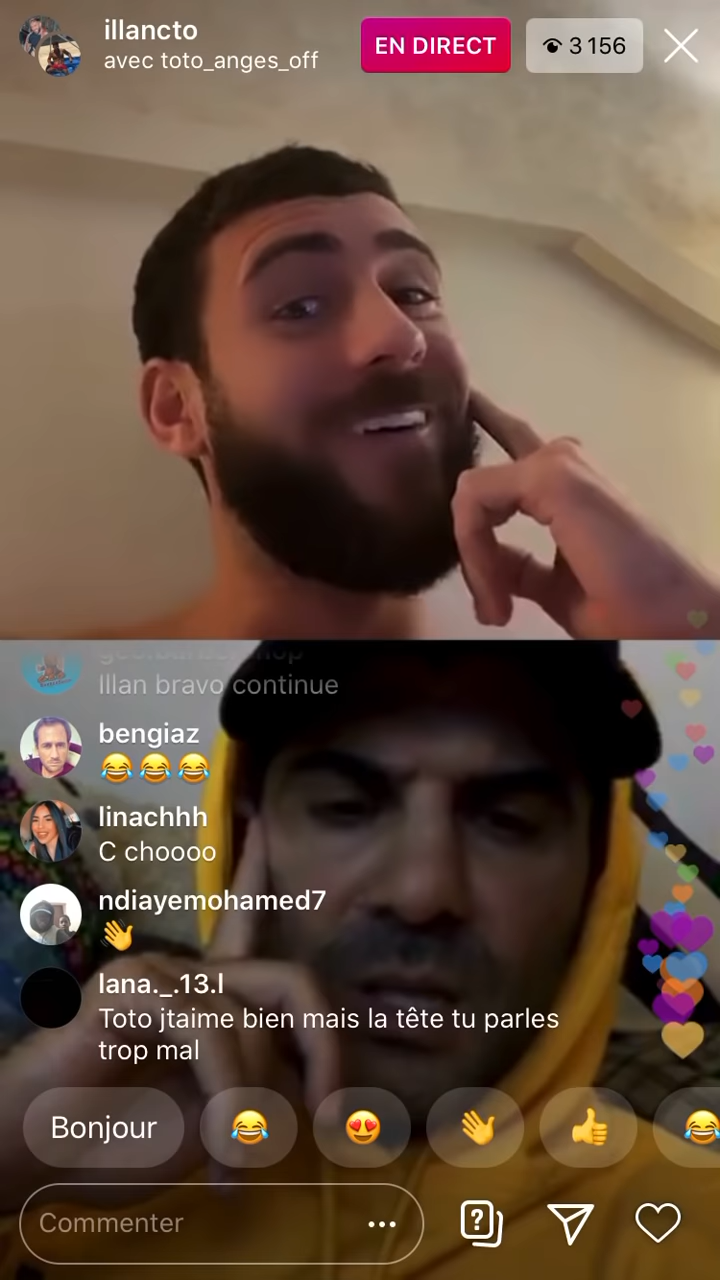 illancto
avec toto_anges_off
EN DIRECT
3 156
Illan bravo continue
bengiaz
😂😂😂
linachhh
C choooo
ndiayemohamed7
👋
lana._.13.l
Toto jtaime bien mais la tête tu parles
trop mal
Bonjour 😂 😍 👋 👍 😂
Commenter